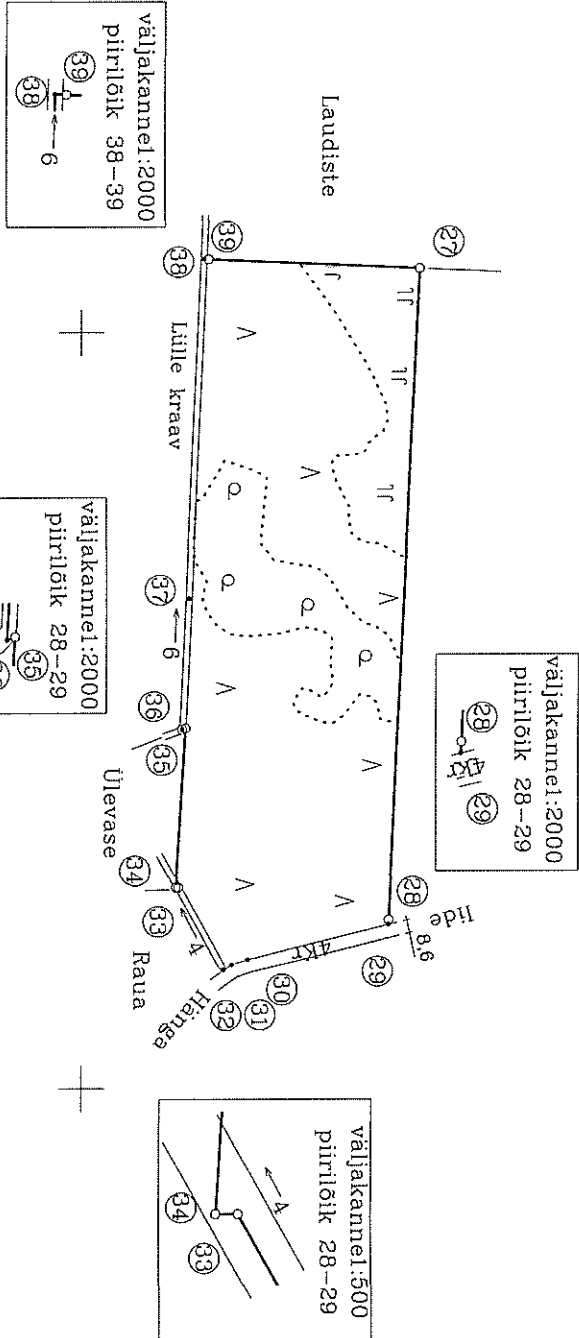 väljakanne1:2000
piirilõik 38-39
39
38
6
Laudiste
27
39
38
Lülle kraav
37
6
36
35
väljakanne1:2000
piirilõik 28-29
35
Ülevase
34
33
4
Raua
Hänga
32
31
30
4Kr
29
28
Iide
8,6
väljakanne1:2000
piirilõik 28-29
28
29
väljakanne1:500
piirilõik 28-29
4
34
33